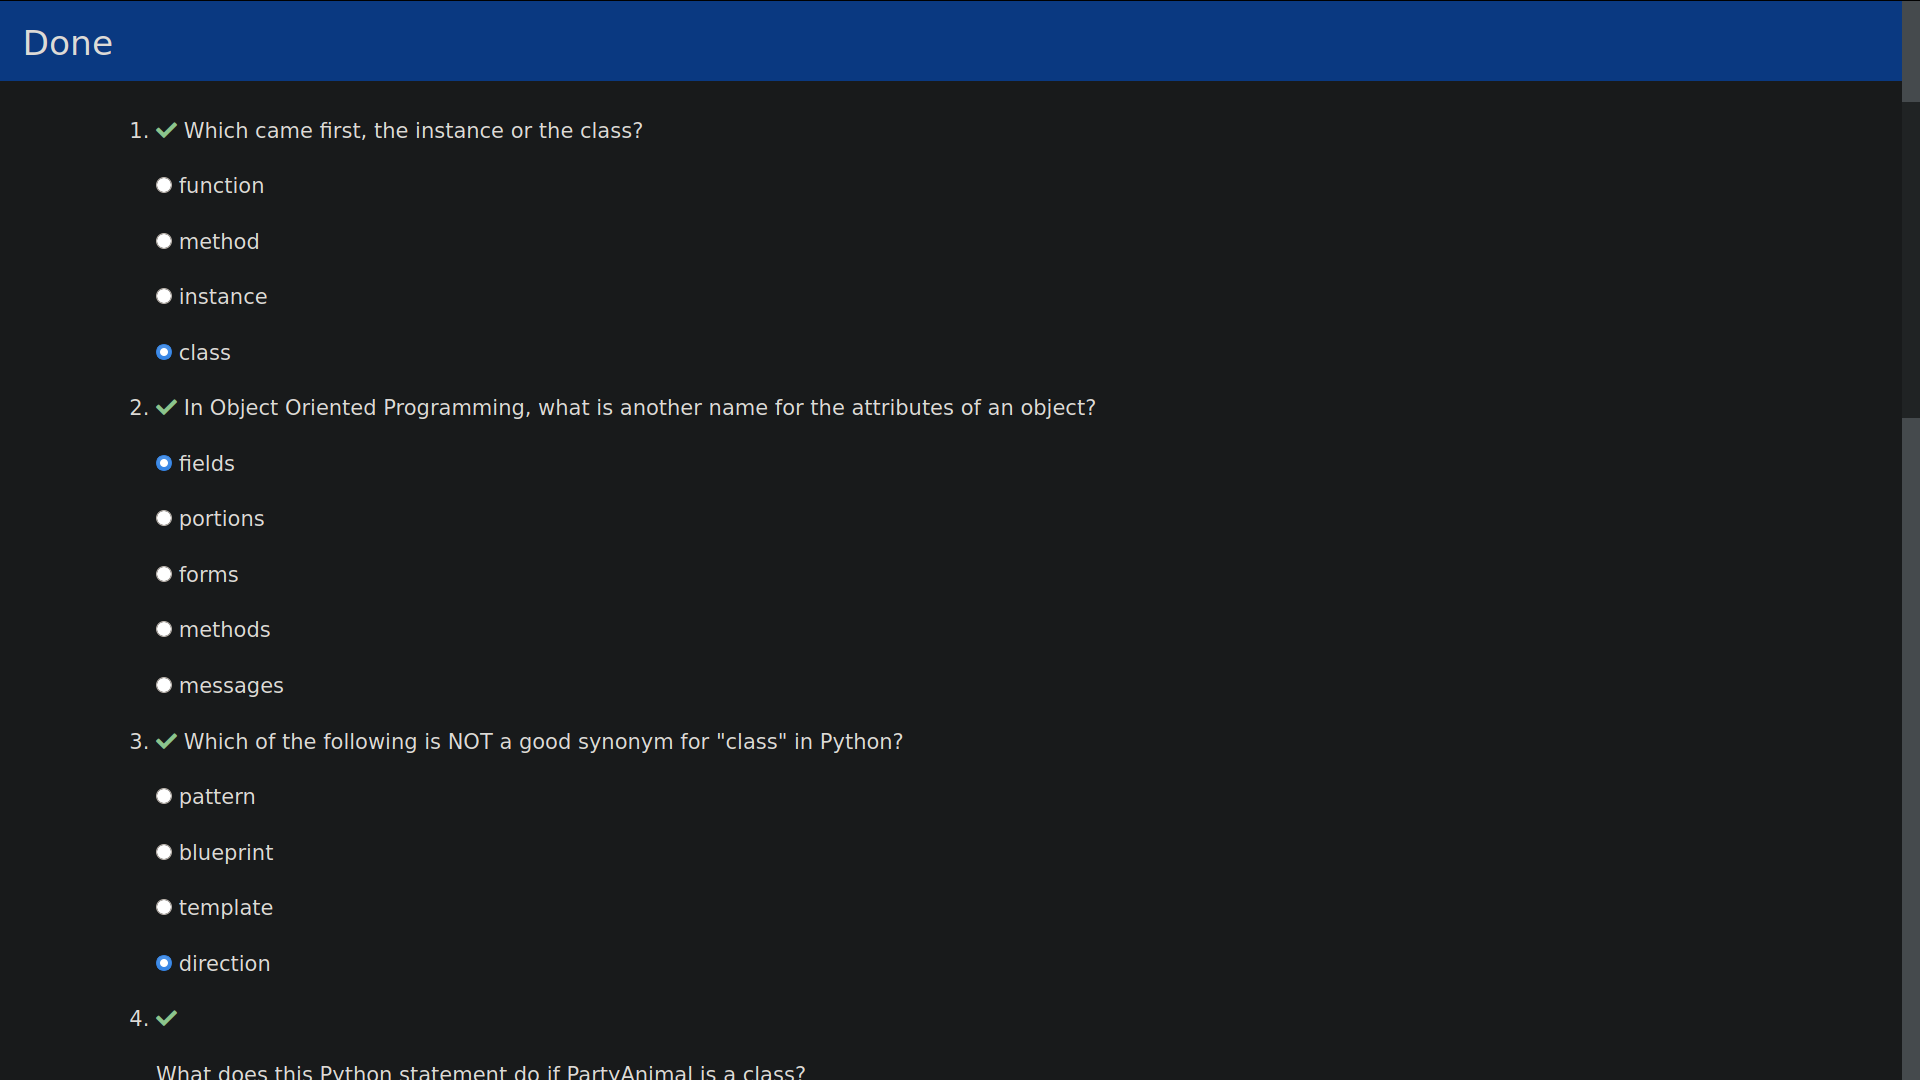 Done
1. Which came first, the instance or the class?
function
method
instance
class
2. In Object Oriented Programming, what is another name for the attributes of an object?
fields
portions
forms
methods
messages
3. Which of the following is NOT a good synonym for "class" in Python?
pattern
blueprint
template
direction
4.
What does this Python statement do if PartyAnimal is a class?